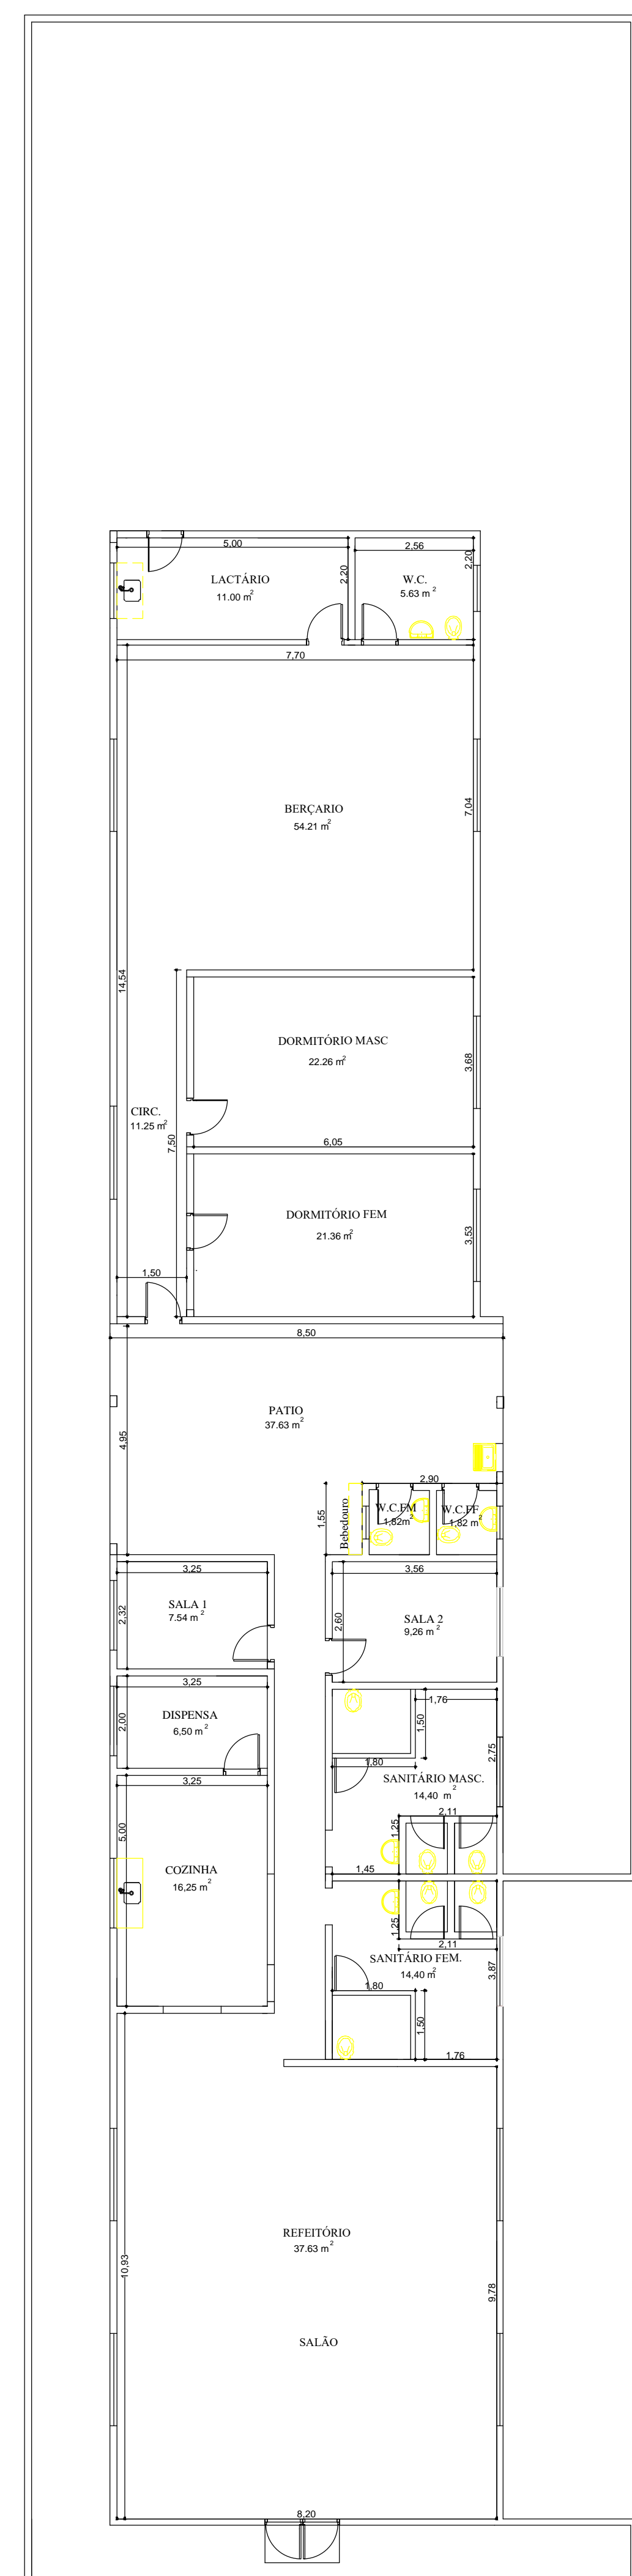 5,00
2,56
2,20
2,20
LACTÁRIO
11.00 m²
W.C.
5.63 m²
7,70
BERÇARIO
54.21 m²
7,04
14,54
DORMITÓRIO MASC
22.26 m²
3,68
CIRC.
11.25 m²
7,50
6,05
DORMITÓRIO FEM
21.36 m²
3,53
1,50
8,50
PATIO
37.63 m²
4,95
2,90
1,55
Bebedouro
W.C.FM
1,82m²
W.C.FF
1,82 m²
3,25
3,56
SALA 1
7.54 m²
2,32
2,60
SALA 2
9,26 m²
3,25
1,76
DISPENSA
6,50 m²
2,00
1,50
2,75
1,80
3,25
SANITÁRIO MASC.
14,40 m²
2,11
5,00
1,25
COZINHA
16,25 m²
1,45
1,25
2,11
SANITÁRIO FEM.
14,40 m²
3,87
1,80
1,50
1,76
REFEITÓRIO
37.63 m²
10,93
9,78
SALÃO
8,20